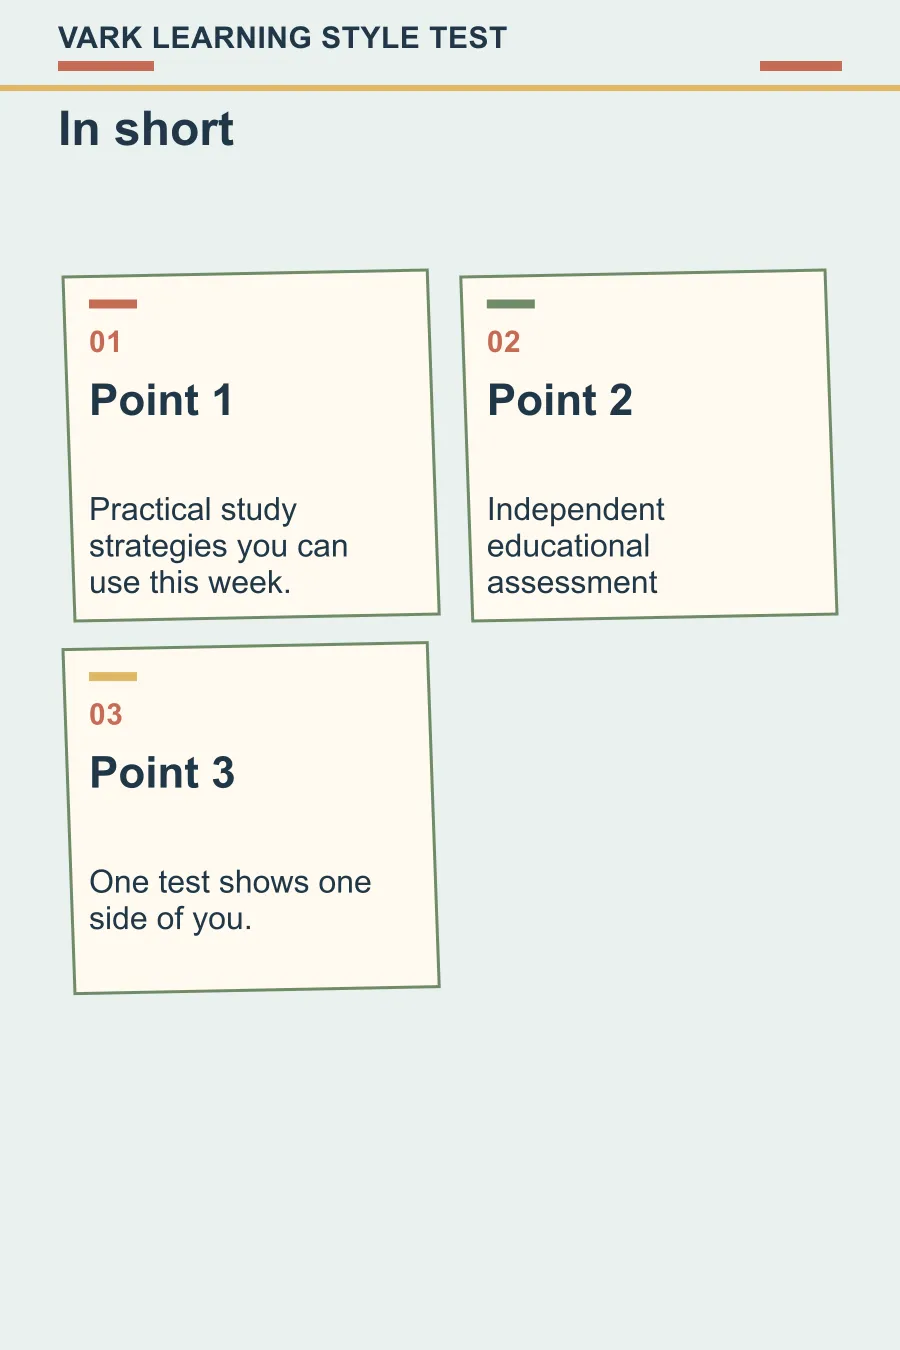 VARK LEARNING STYLE TEST
In short
01
Point 1
Practical study
strategies you can
use this week.
02
Point 2
Independent
educational
assessment
03
Point 3
One test shows one
side of you.